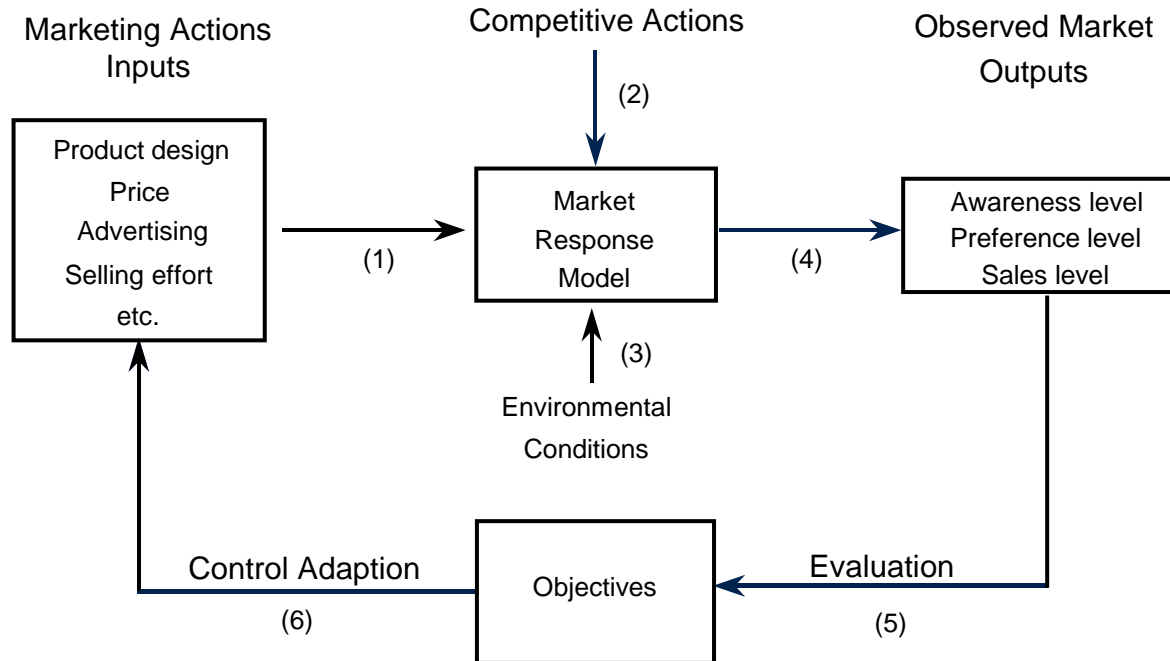 Marketing Actions
Inputs
Competitive Actions
Observed Market
Outputs
(2)
Product design
Price
Advertising
Selling effort
etc.
(1)
Market
Response
Model
(4)
Awareness level
Preference level
Sales level
(3)
Environmental
Conditions
Control Adaption
(6)
Objectives
Evaluation
(5)